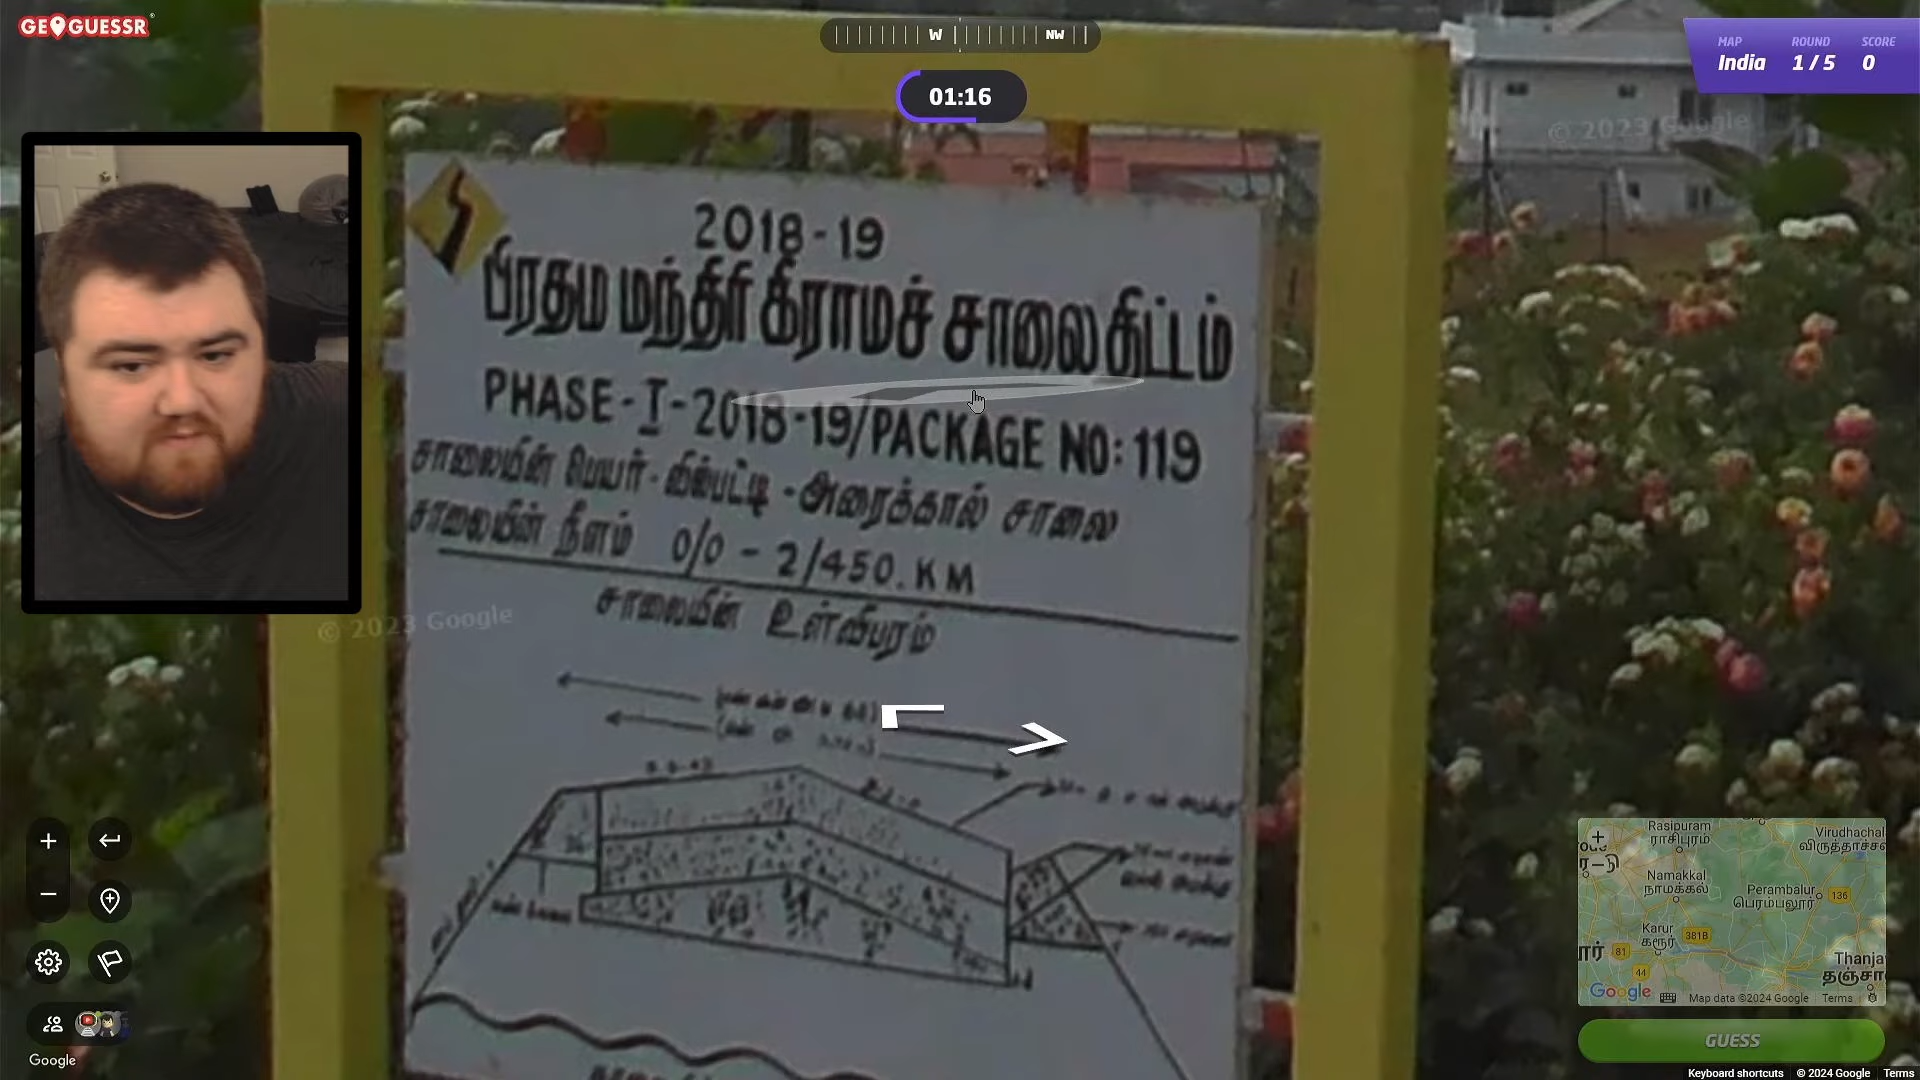 GEOGUESSR
W
NW
MAP
ROUND
SCORE
India
1 / 5
0
01:16
© 2023 Google
2018-19
பிரதம மந்திரி கிராமச் சாலை திட்டம்
PHASE-I-2018-19/PACKAGE NO:119
சாலையின் பெயர் - விஜபட்டி - அரைக்கால் சாலை
சாலையின் நீளம் 0/0 - 2/450.KM
சாலையின் உள்விபரம்
© 2023 Google
Rasipuram
ராசிபுரம்
Virudhachal
விருத்தாச்ச
Namakkal
நாமக்கல்
Perambalur
பெரம்பலூர்
136
Karur
கரூர்
381B
81
44
Thanja
தஞ்சா
Google
Map data ©2024 Google
Terms
GUESS
Google
Keyboard shortcuts
© 2024 Google
Terms